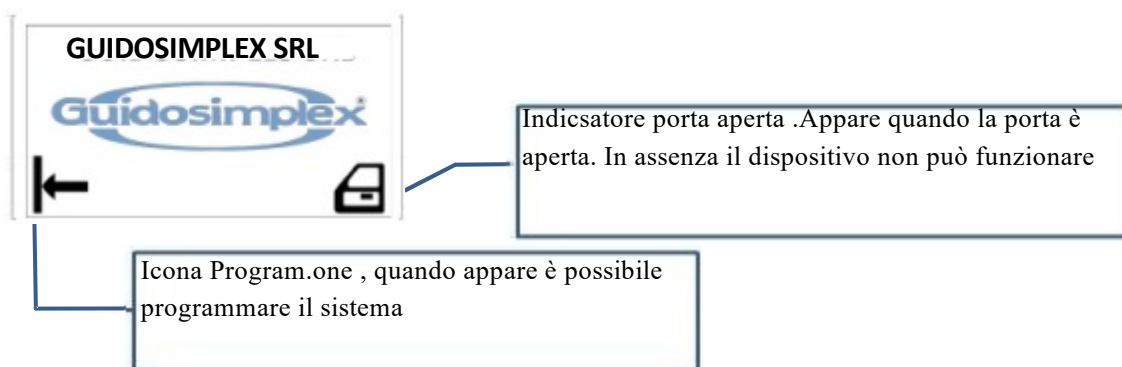 GUIDOSIMPLEX SRL
Guidosimplex®
Indicsatore porta aperta .Appare quando la porta è
aperta. In assenza il dispositivo non può funzionare
Icona Program.one , quando appare è possibile
programmare il sistema